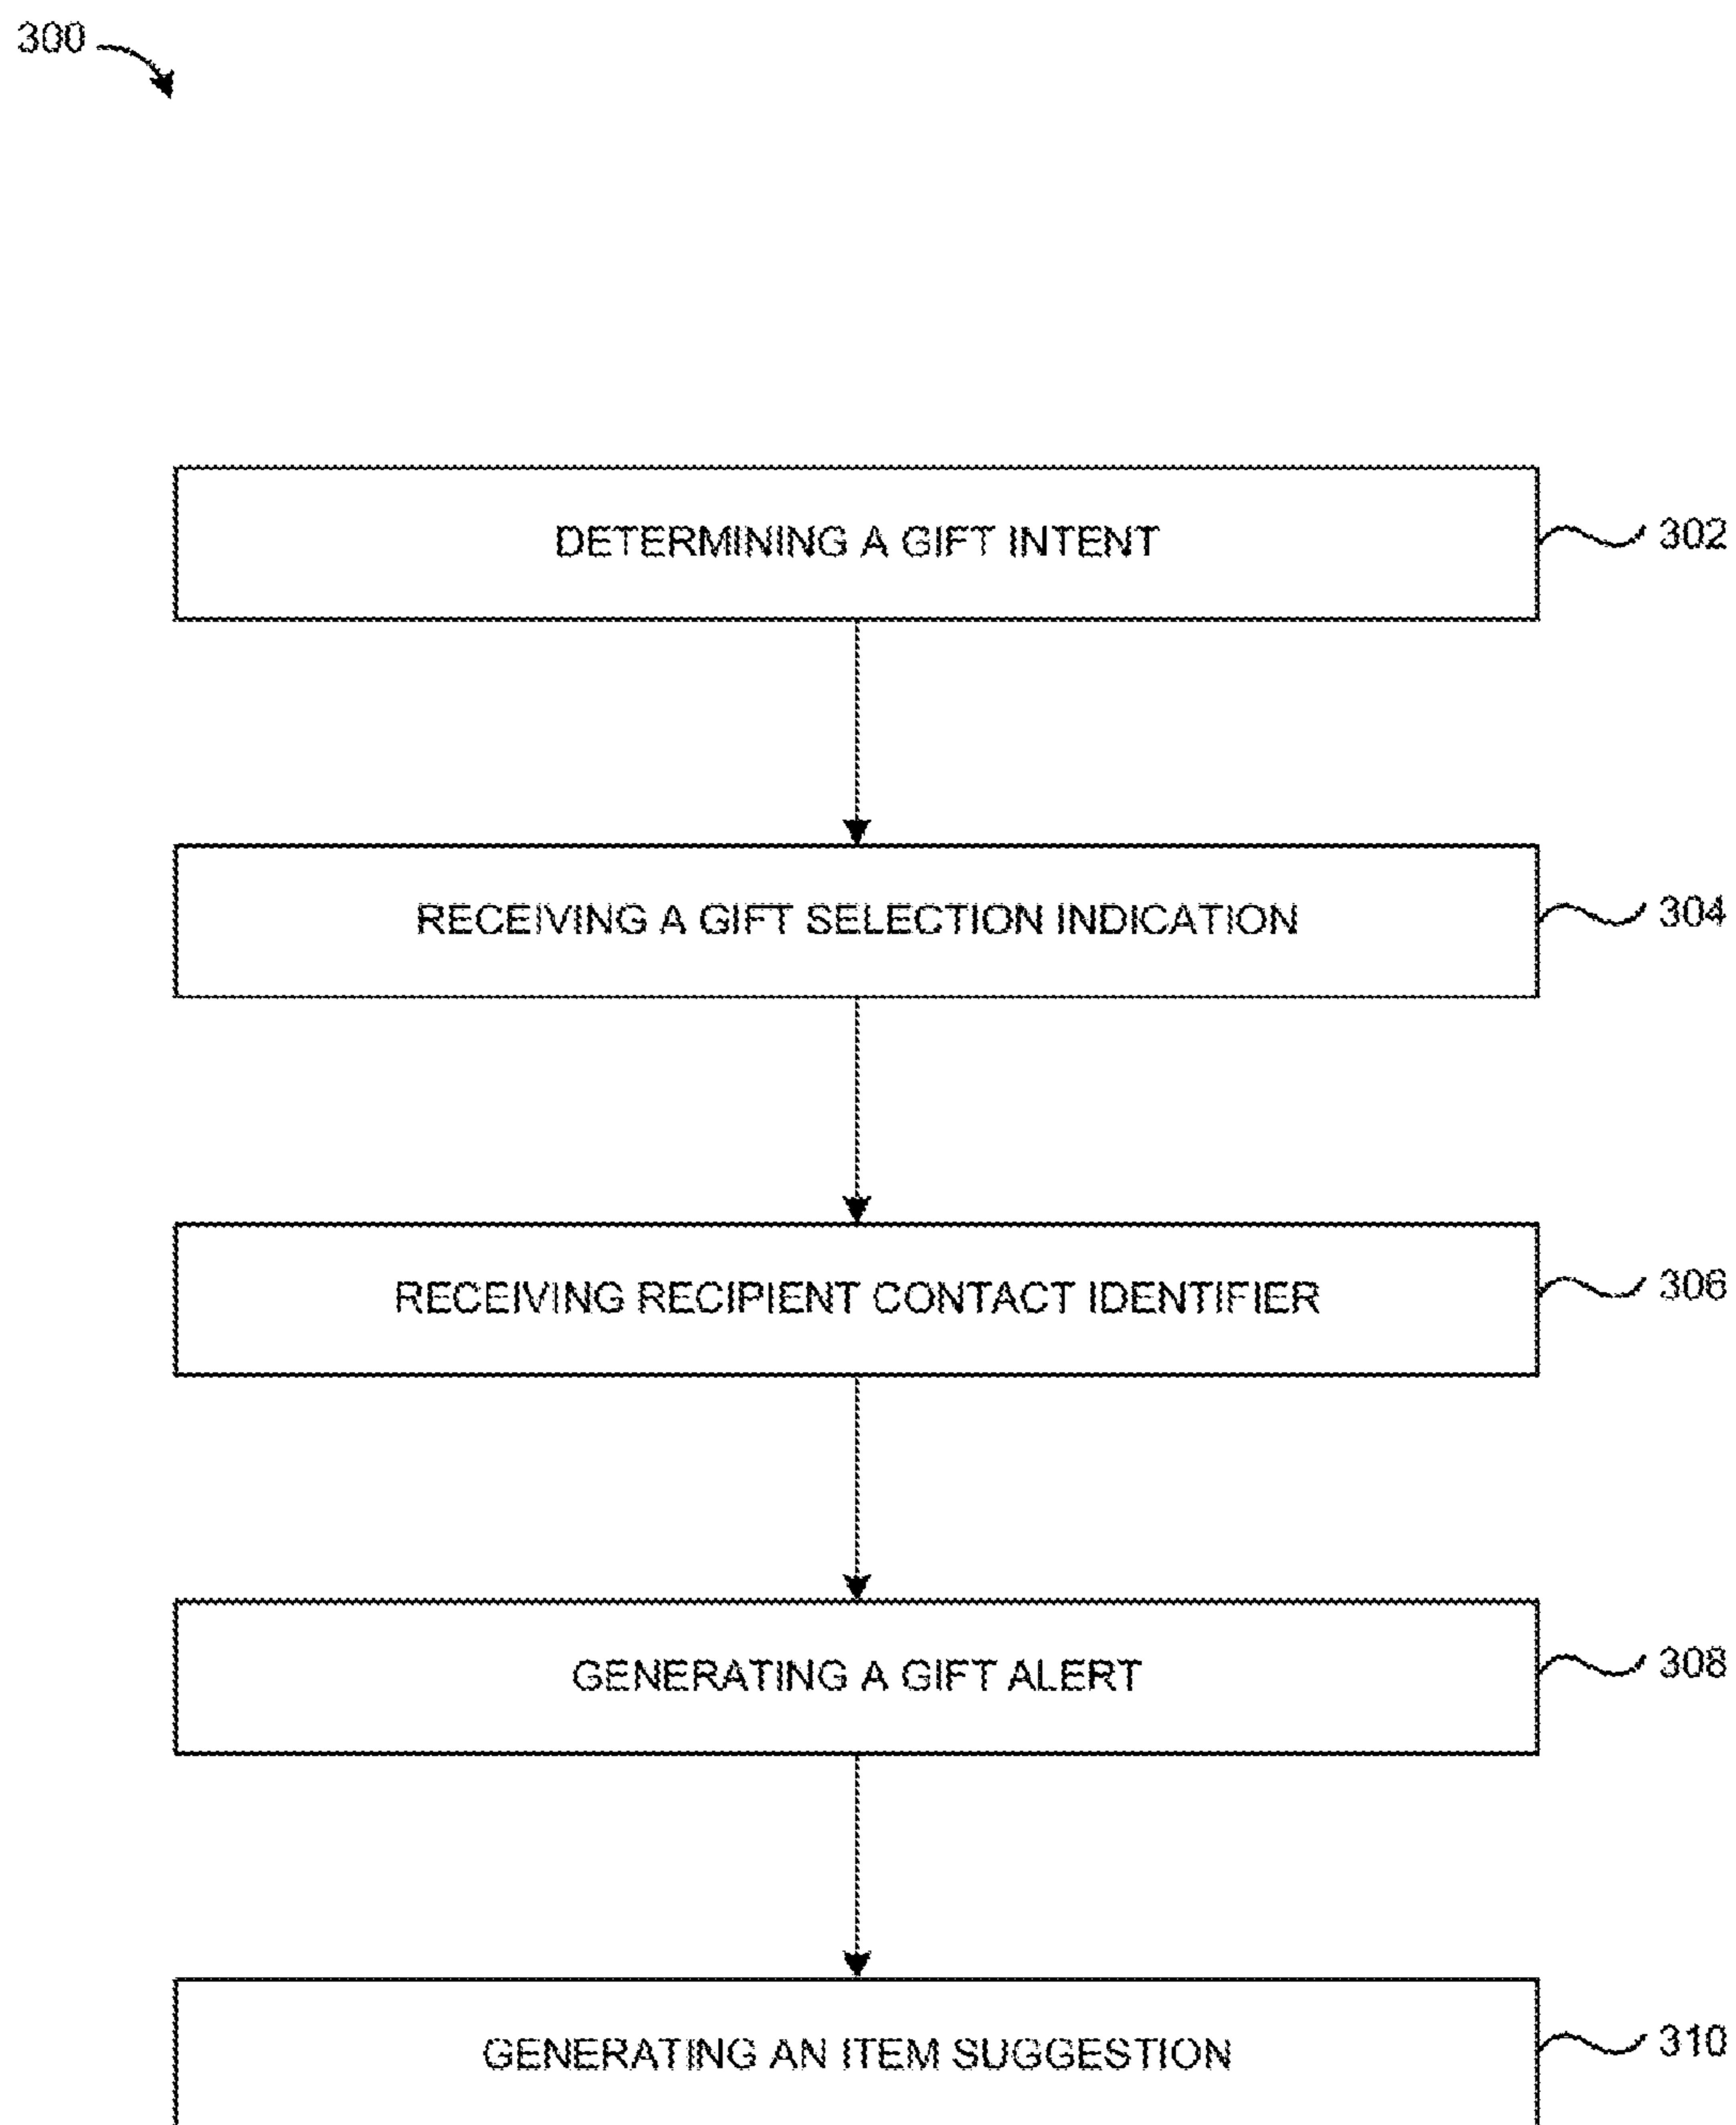 300
DETERMINING A GIFT INTENT
302
RECEIVING A GIFT SELECTION INDICATION
304
RECEIVING RECIPIENT CONTACT IDENTIFIER
306
GENERATING A GIFT ALERT
308
GENERATING AN ITEM SUGGESTION
310